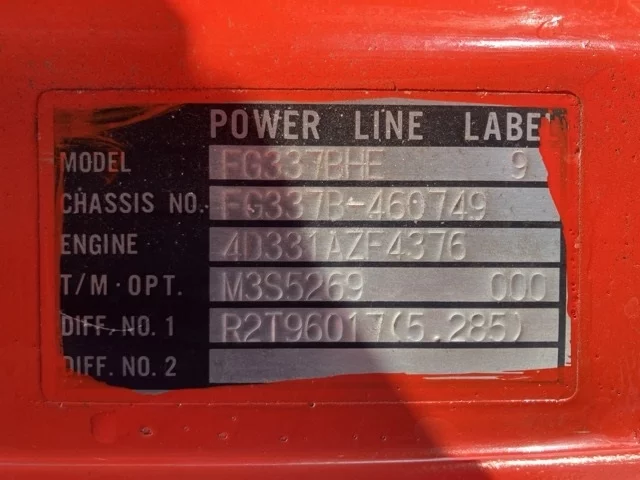 POWER LINE LABEL
MODEL FG337BHE 9
CHASSIS NO. FG337B-460749
ENGINE 4D331AZF4376
T/M·OPT. M3S5269 000
DIFF. NO. 1 R2T96017(5.285)
DIFF. NO. 2